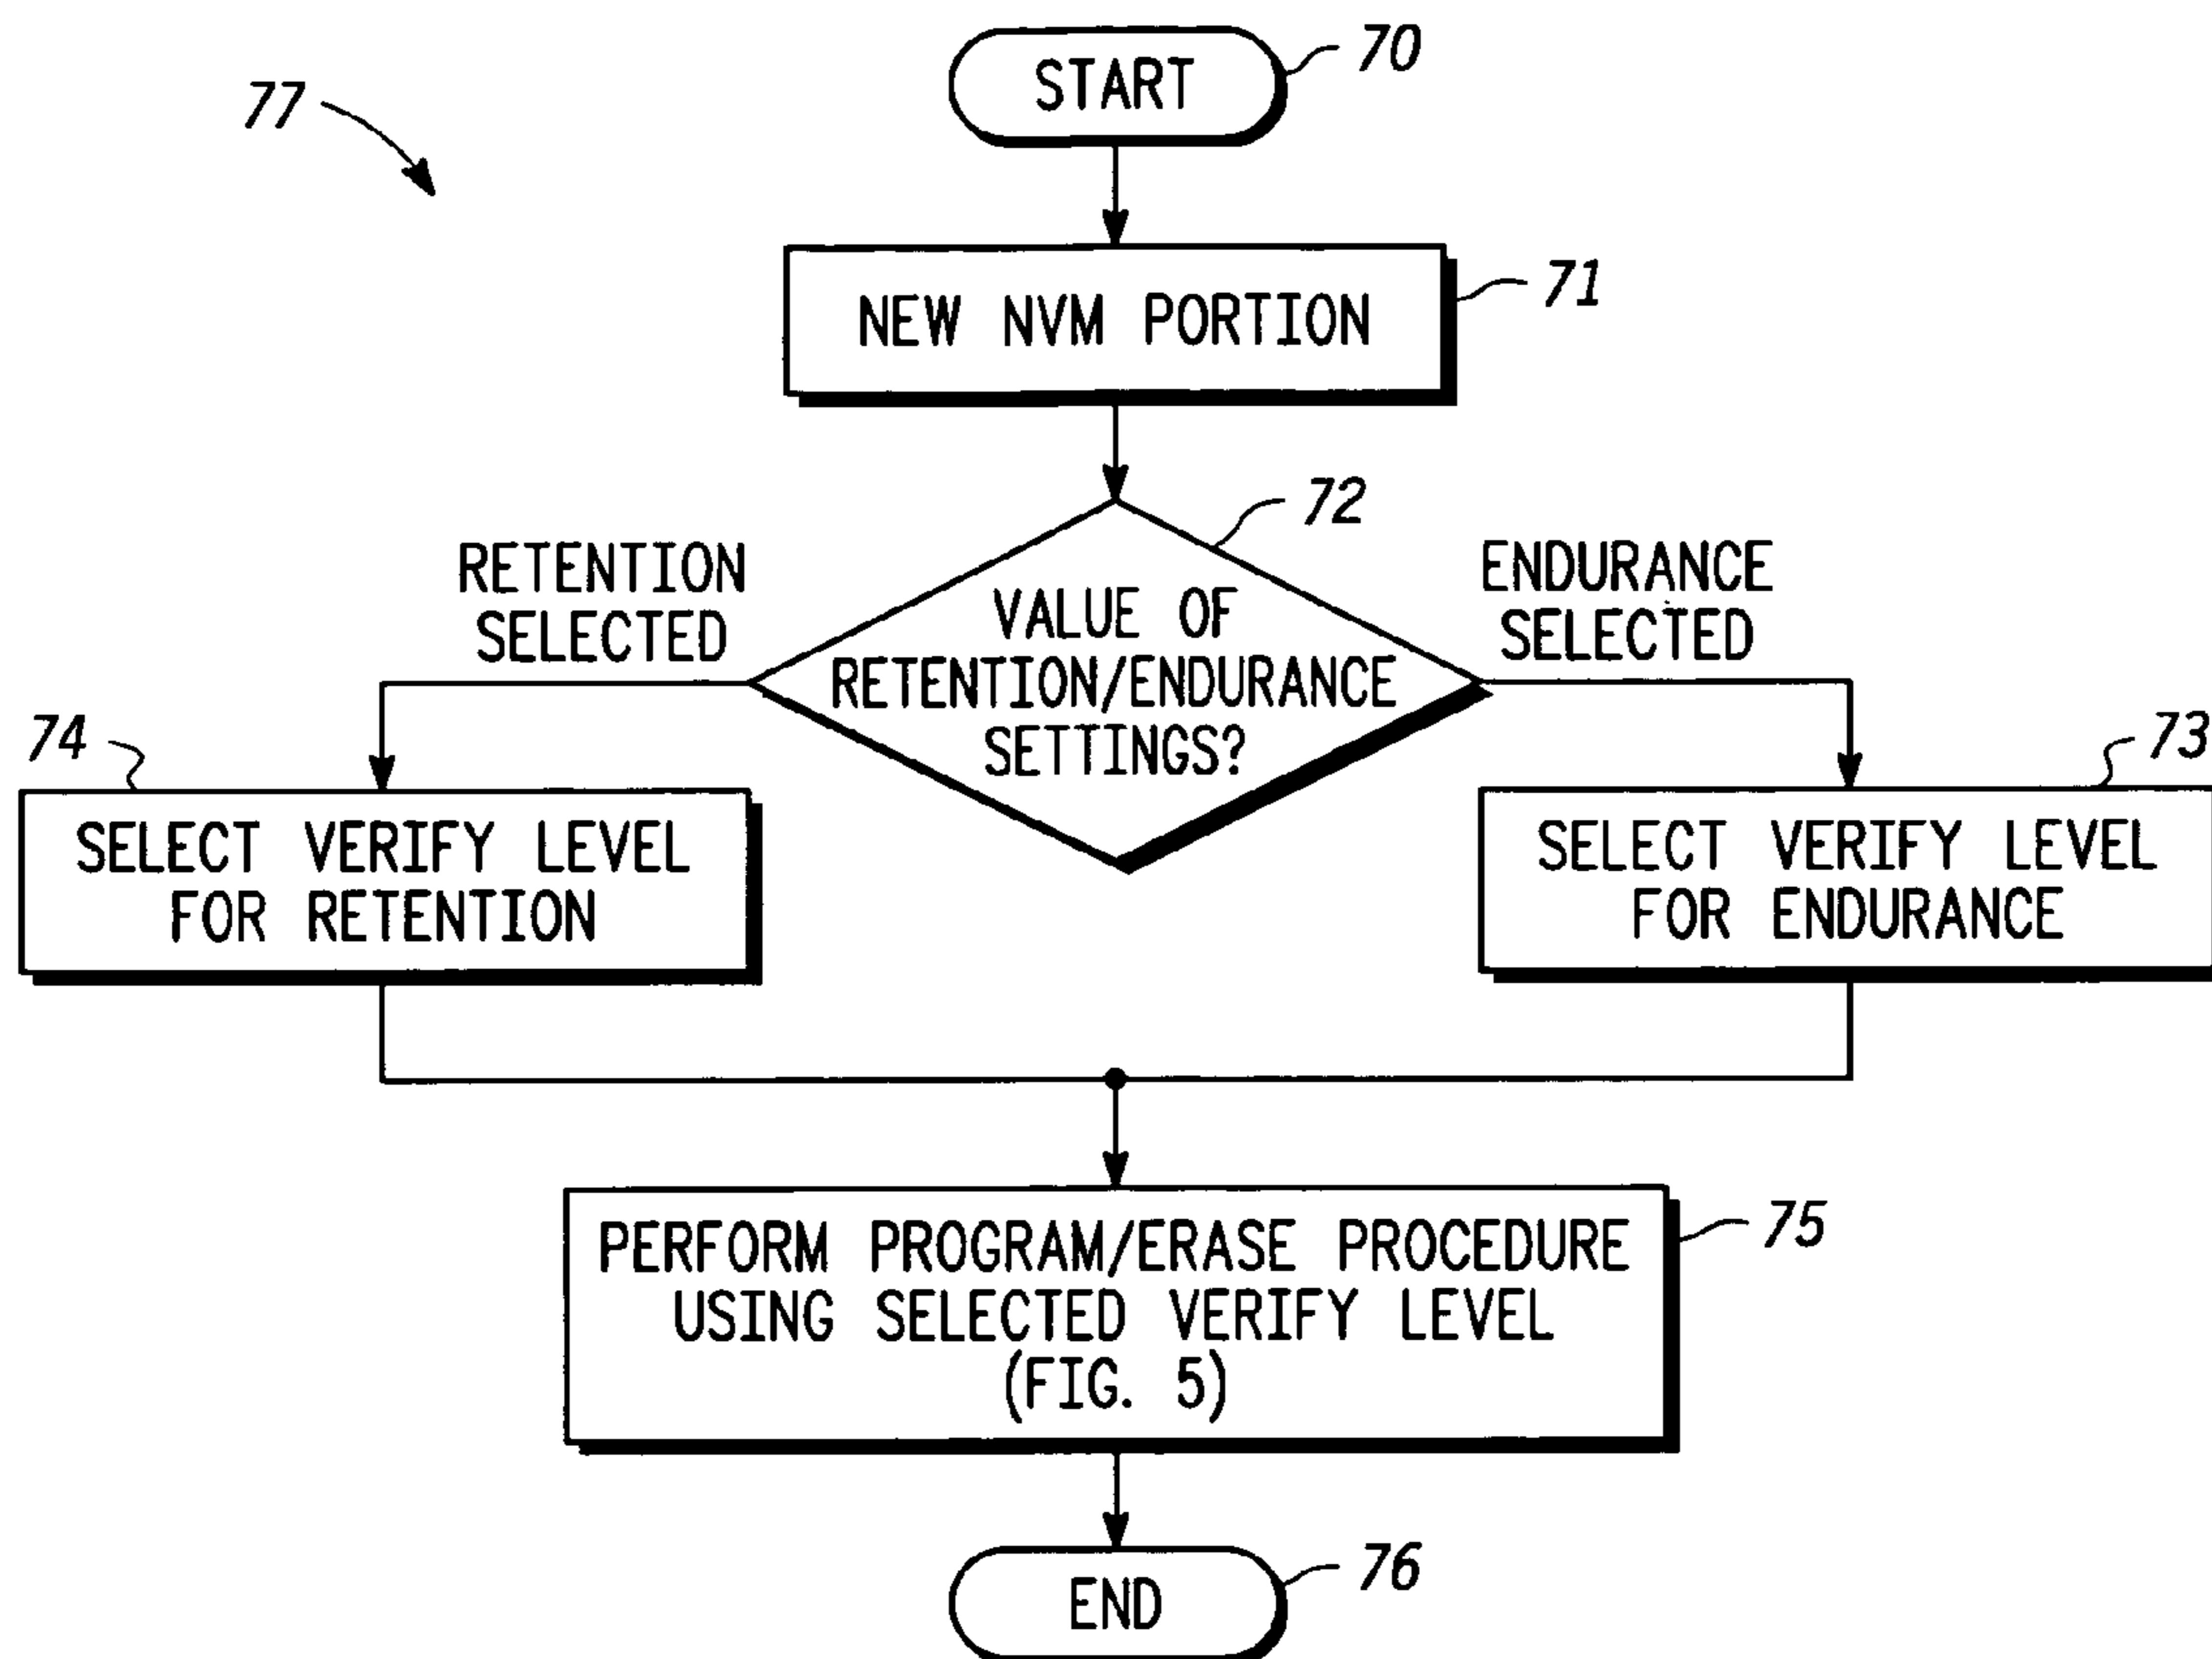 77
START
70
NEW NVM PORTION
71
72
RETENTION
SELECTED
VALUE OF
RETENTION/ENDURANCE
SETTINGS?
ENDURANCE
SELECTED
74
SELECT VERIFY LEVEL
FOR RETENTION
73
SELECT VERIFY LEVEL
FOR ENDURANCE
PERFORM PROGRAM/ERASE PROCEDURE
USING SELECTED VERIFY LEVEL
(FIG. 5)
75
END
76